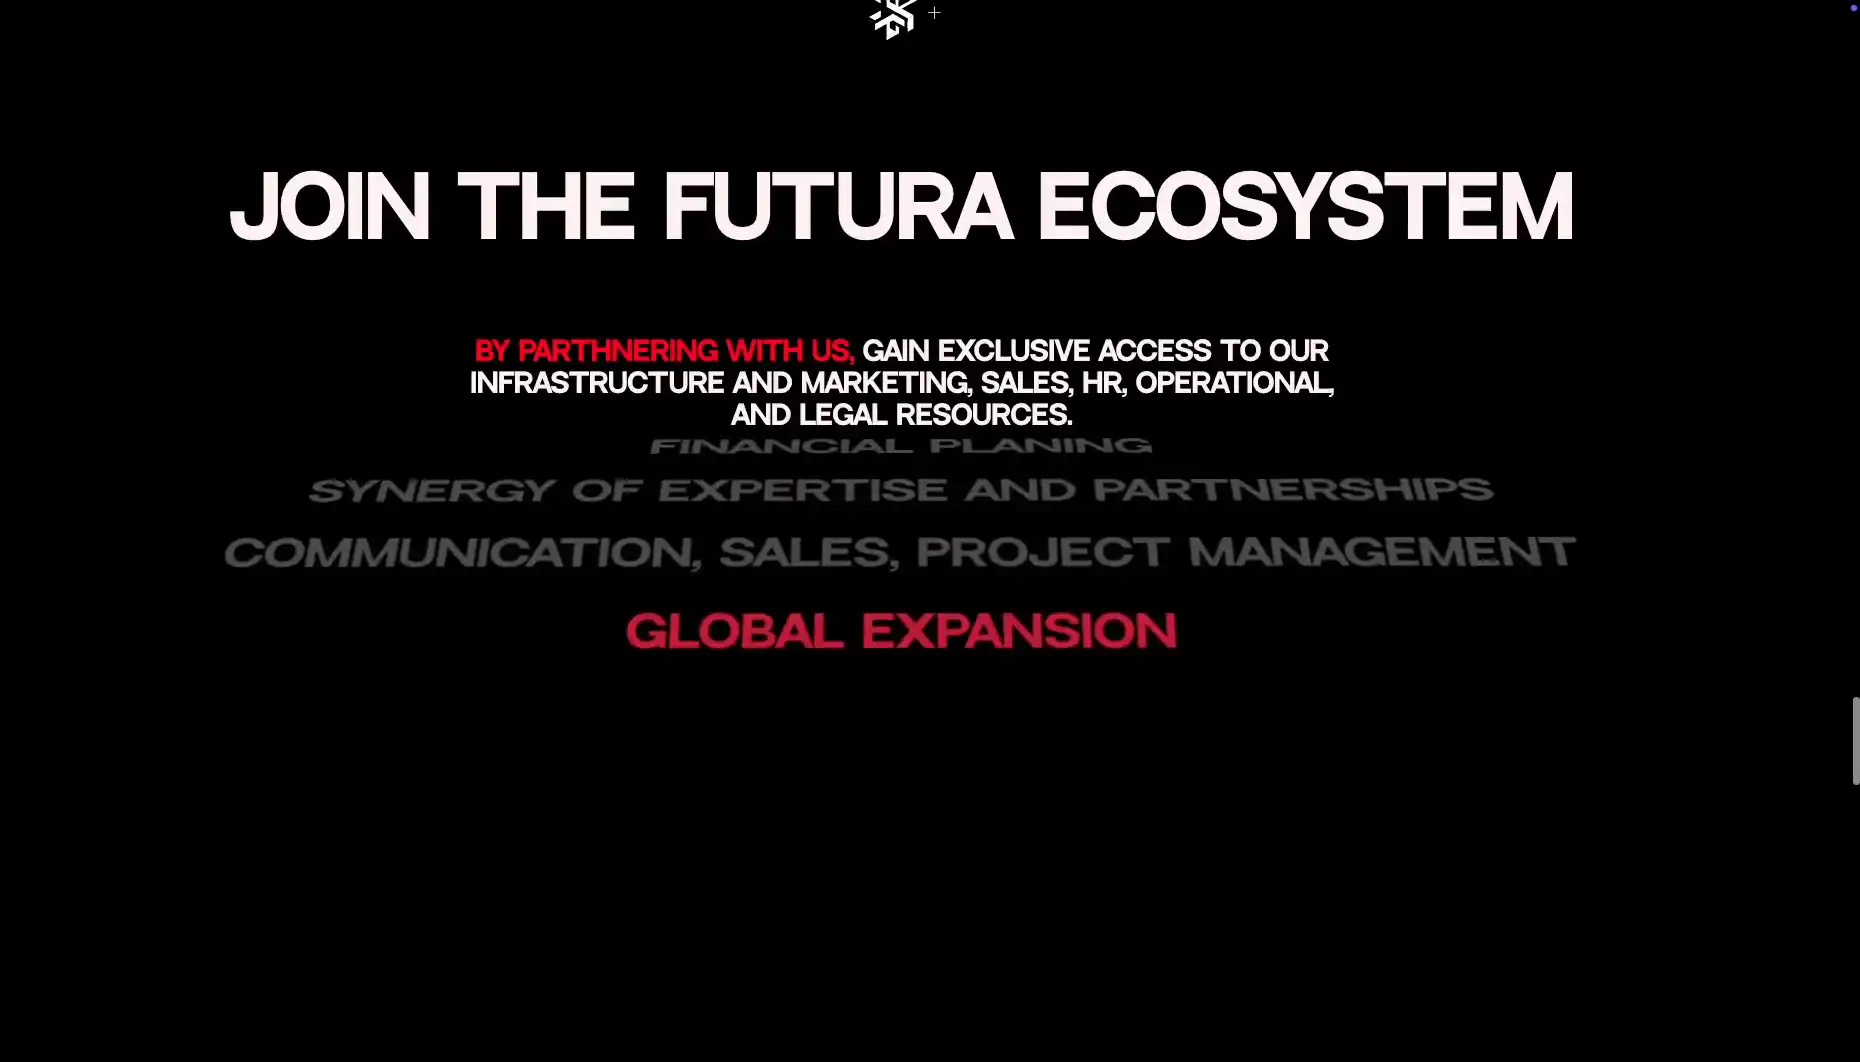 JOIN THE FUTURA ECOSYSTEM
BY PARTHNERING WITH US, GAIN EXCLUSIVE ACCESS TO OUR
INFRASTRUCTURE AND MARKETING, SALES, HR, OPERATIONAL,
AND LEGAL RESOURCES.
FINANCIAL PLANING
SYNERGY OF EXPERTISE AND PARTNERSHIPS
COMMUNICATION, SALES, PROJECT MANAGEMENT
GLOBAL EXPANSION